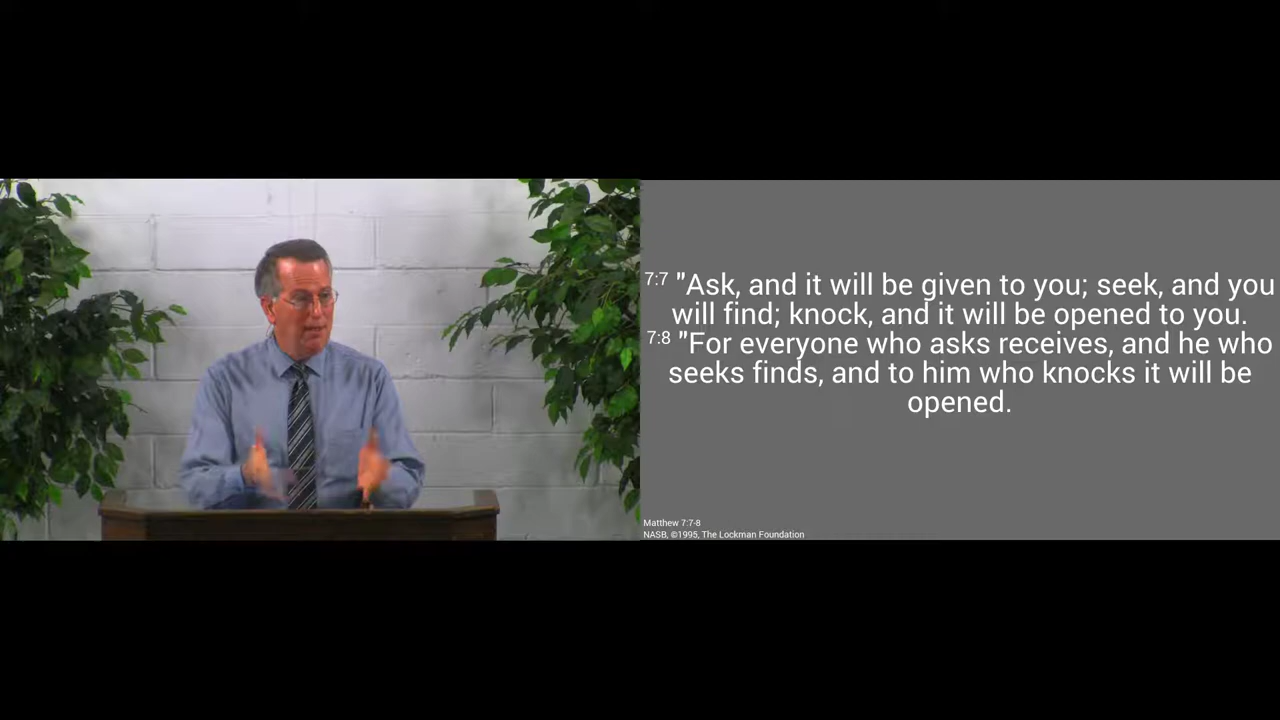 7:7 "Ask, and it will be given to you; seek, and you
will find; knock, and it will be opened to you.
7:8 "For everyone who asks receives, and he who
seeks finds, and to him who knocks it will be
opened.
Matthew 7:7-8
NASB, ©1995, The Lockman Foundation